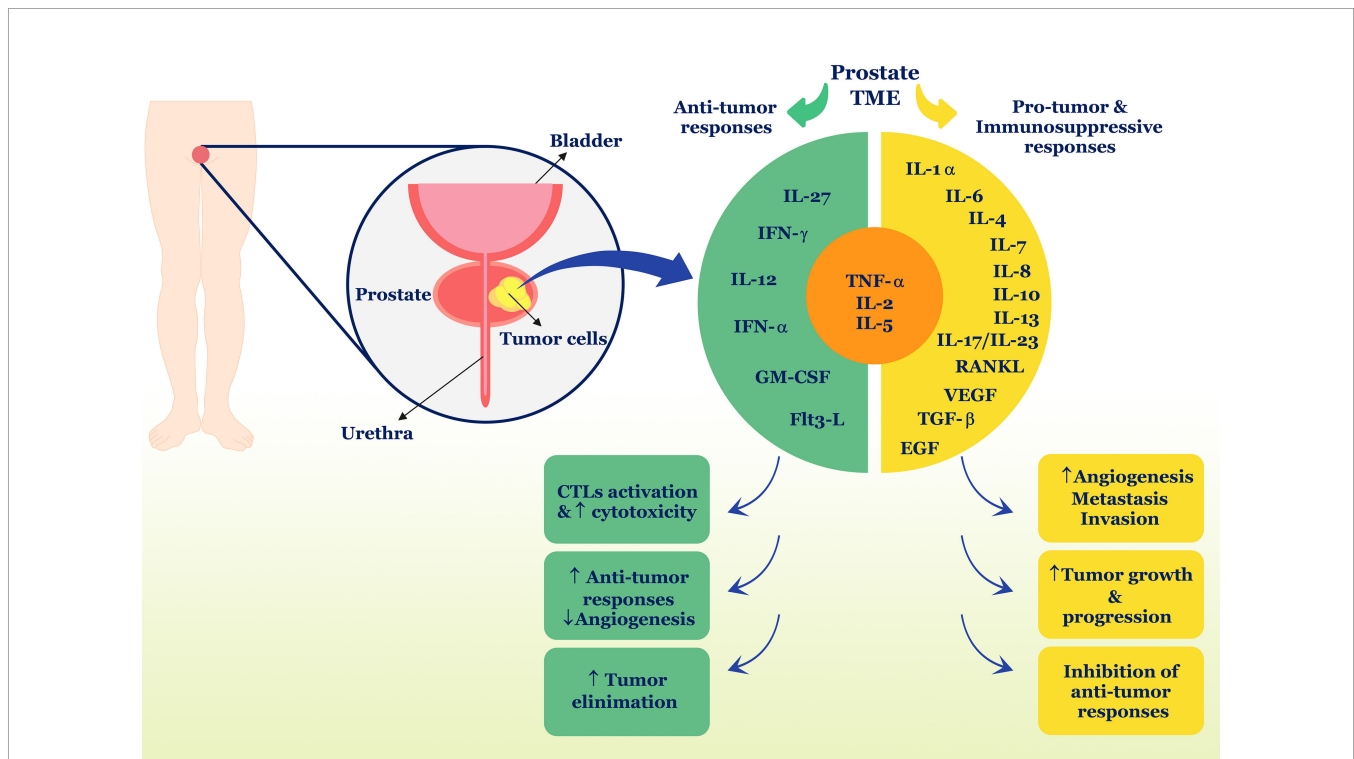 Prostate
TME
Anti-tumor
responses
Pro-tumor &
Immunosuppressive
responses
Bladder
Prostate
Tumor cells
Urethra
IL-27
IFN-γ
IL-12
IFN-α
GM-CSF
Flt3-L
TNF-α
IL-2
IL-5
IL-1 α
IL-6
IL-4
IL-7
IL-8
IL-10
IL-13
IL-17/IL-23
RANKL
VEGF
TGF-β
EGF
CTLs activation
& ↑ cytotoxicity
↑ Anti-tumor
responses
↓Angiogenesis
↑ Tumor
elinimation
↑Angiogenesis
Metastasis
Invasion
↑Tumor growth
&
progression
Inhibition of
anti-tumor
responses